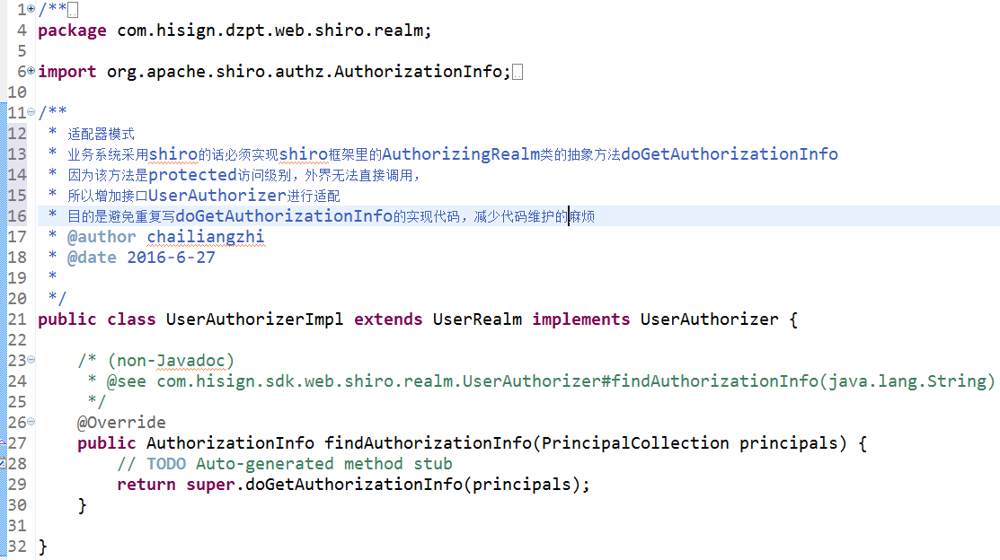 1 /**
4 package com.hisign.dzpt.web.shiro.realm;
5
6 import org.apache.shiro.authz.AuthorizationInfo;
10
11 /**
12  * 适配器模式
13  * 业务系统采用shiro的话必须实现shiro框架里的AuthorizingRealm类的抽象方法doGetAuthorizationInfo
14  * 因为该方法是protected访问级别，外界无法直接调用，
15  * 所以增加接口UserAuthorizer进行适配
16  * 目的是避免重复写doGetAuthorizationInfo的实现代码，减少代码维护的麻烦
17  * @author chailiangzhi
18  * @date 2016-6-27
19  *
20  */
21 public class UserAuthorizerImpl extends UserRealm implements UserAuthorizer {
22
23     /* (non-Javadoc)
24      * @see com.hisign.sdk.web.shiro.realm.UserAuthorizer#findAuthorizationInfo(java.lang.String)
25      */
26     @Override
27     public AuthorizationInfo findAuthorizationInfo(PrincipalCollection principals) {
28         // TODO Auto-generated method stub
29         return super.doGetAuthorizationInfo(principals);
30     }
31
32 }